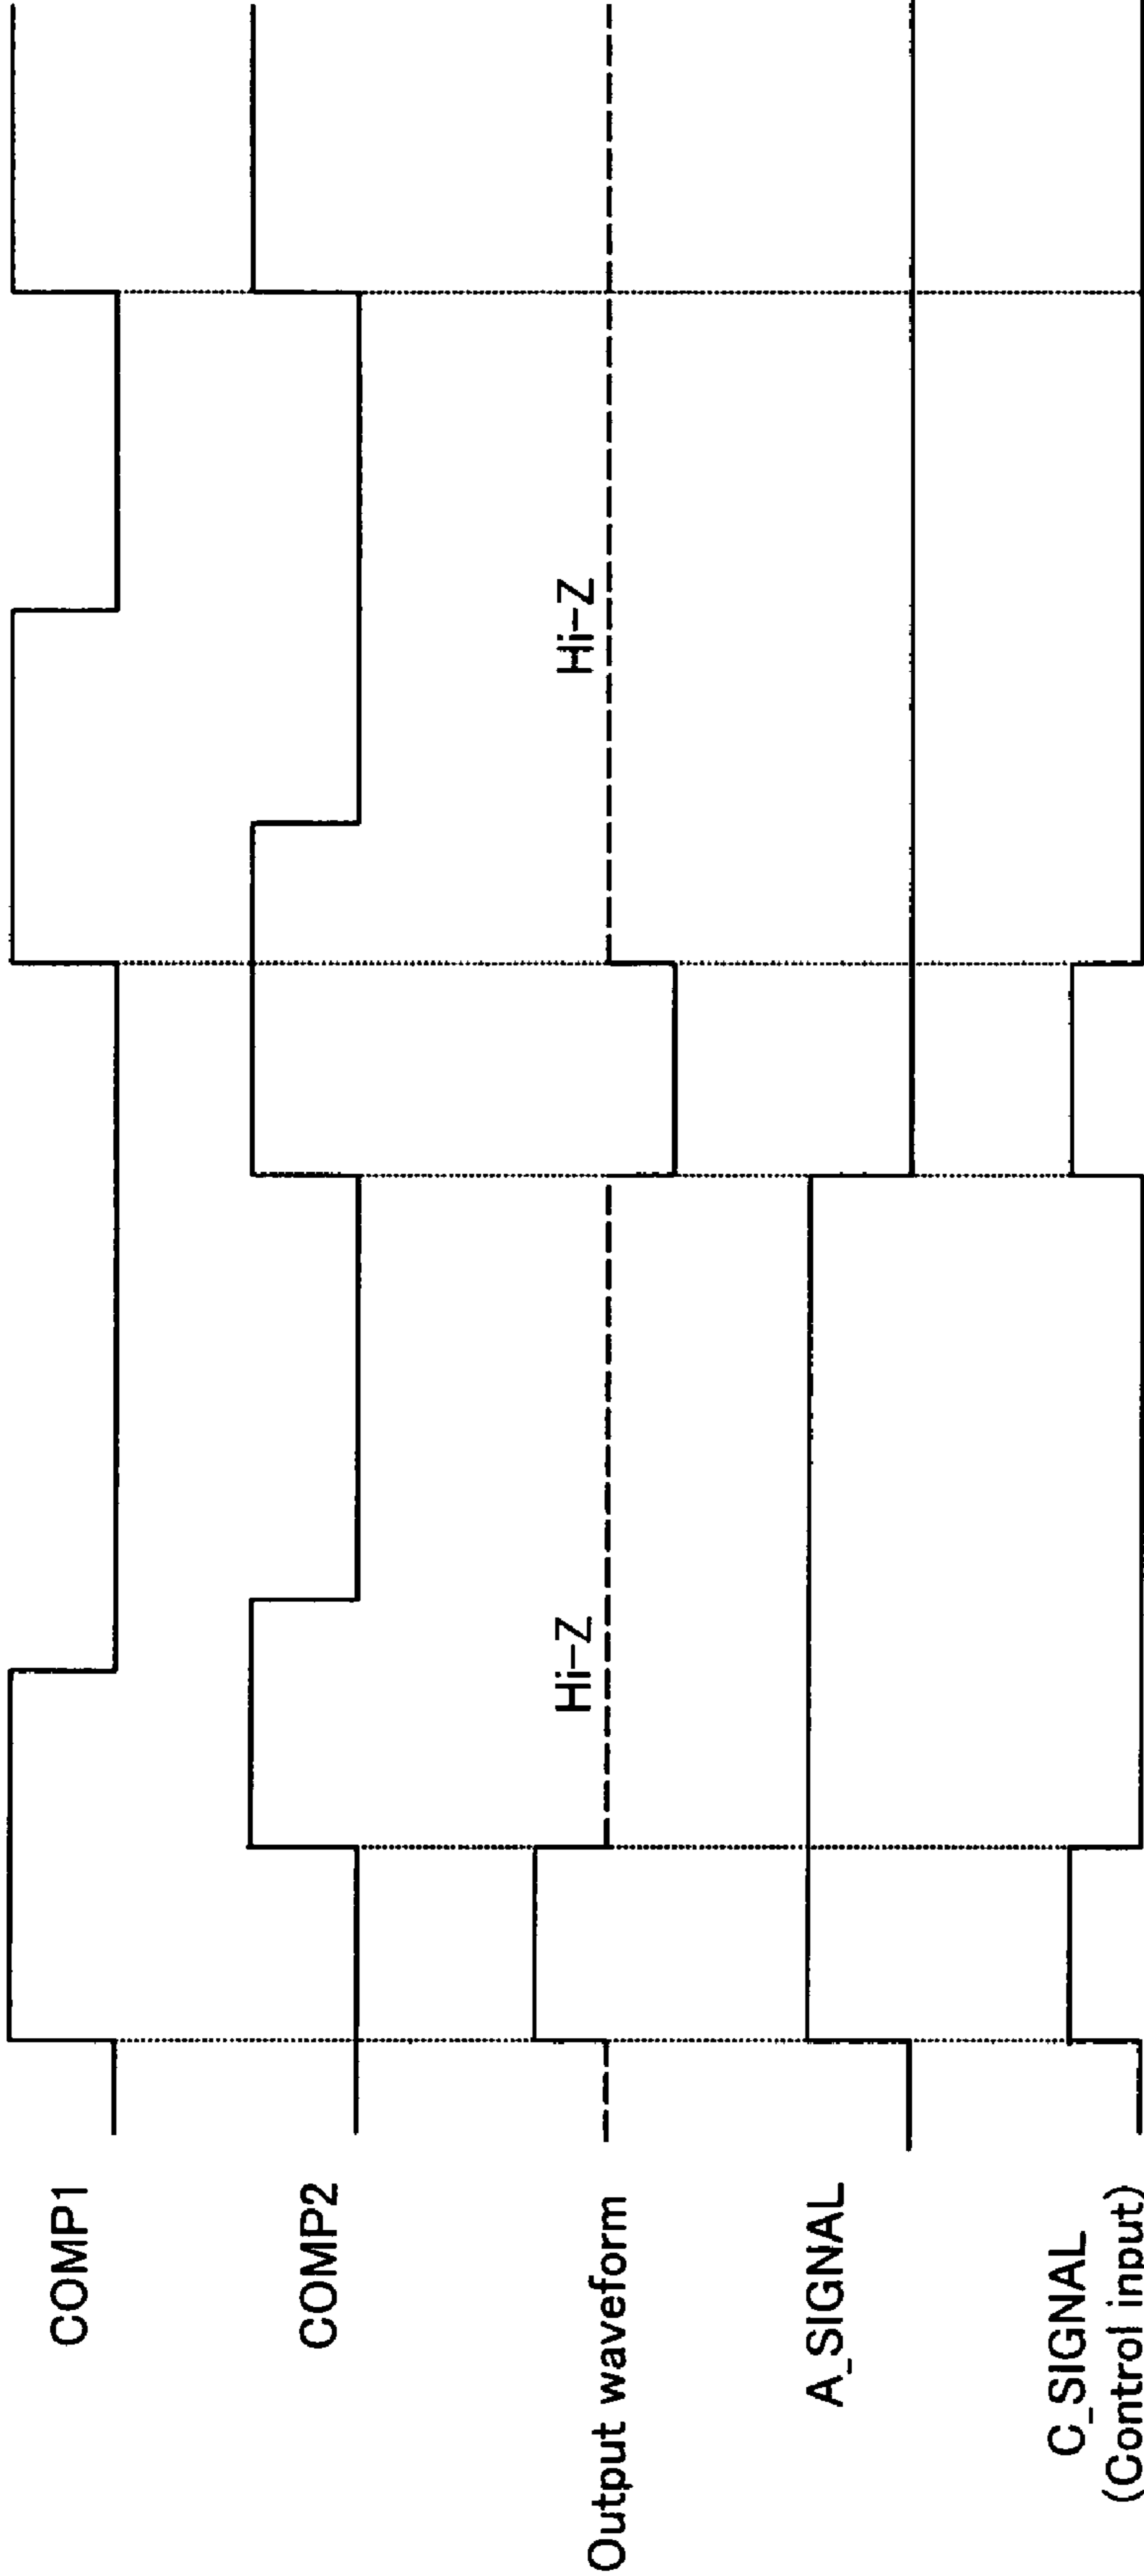 COMP1
COMP2
Output waveform
Hi-Z
Hi-Z
A_SIGNAL
C_SIGNAL
(Control input)